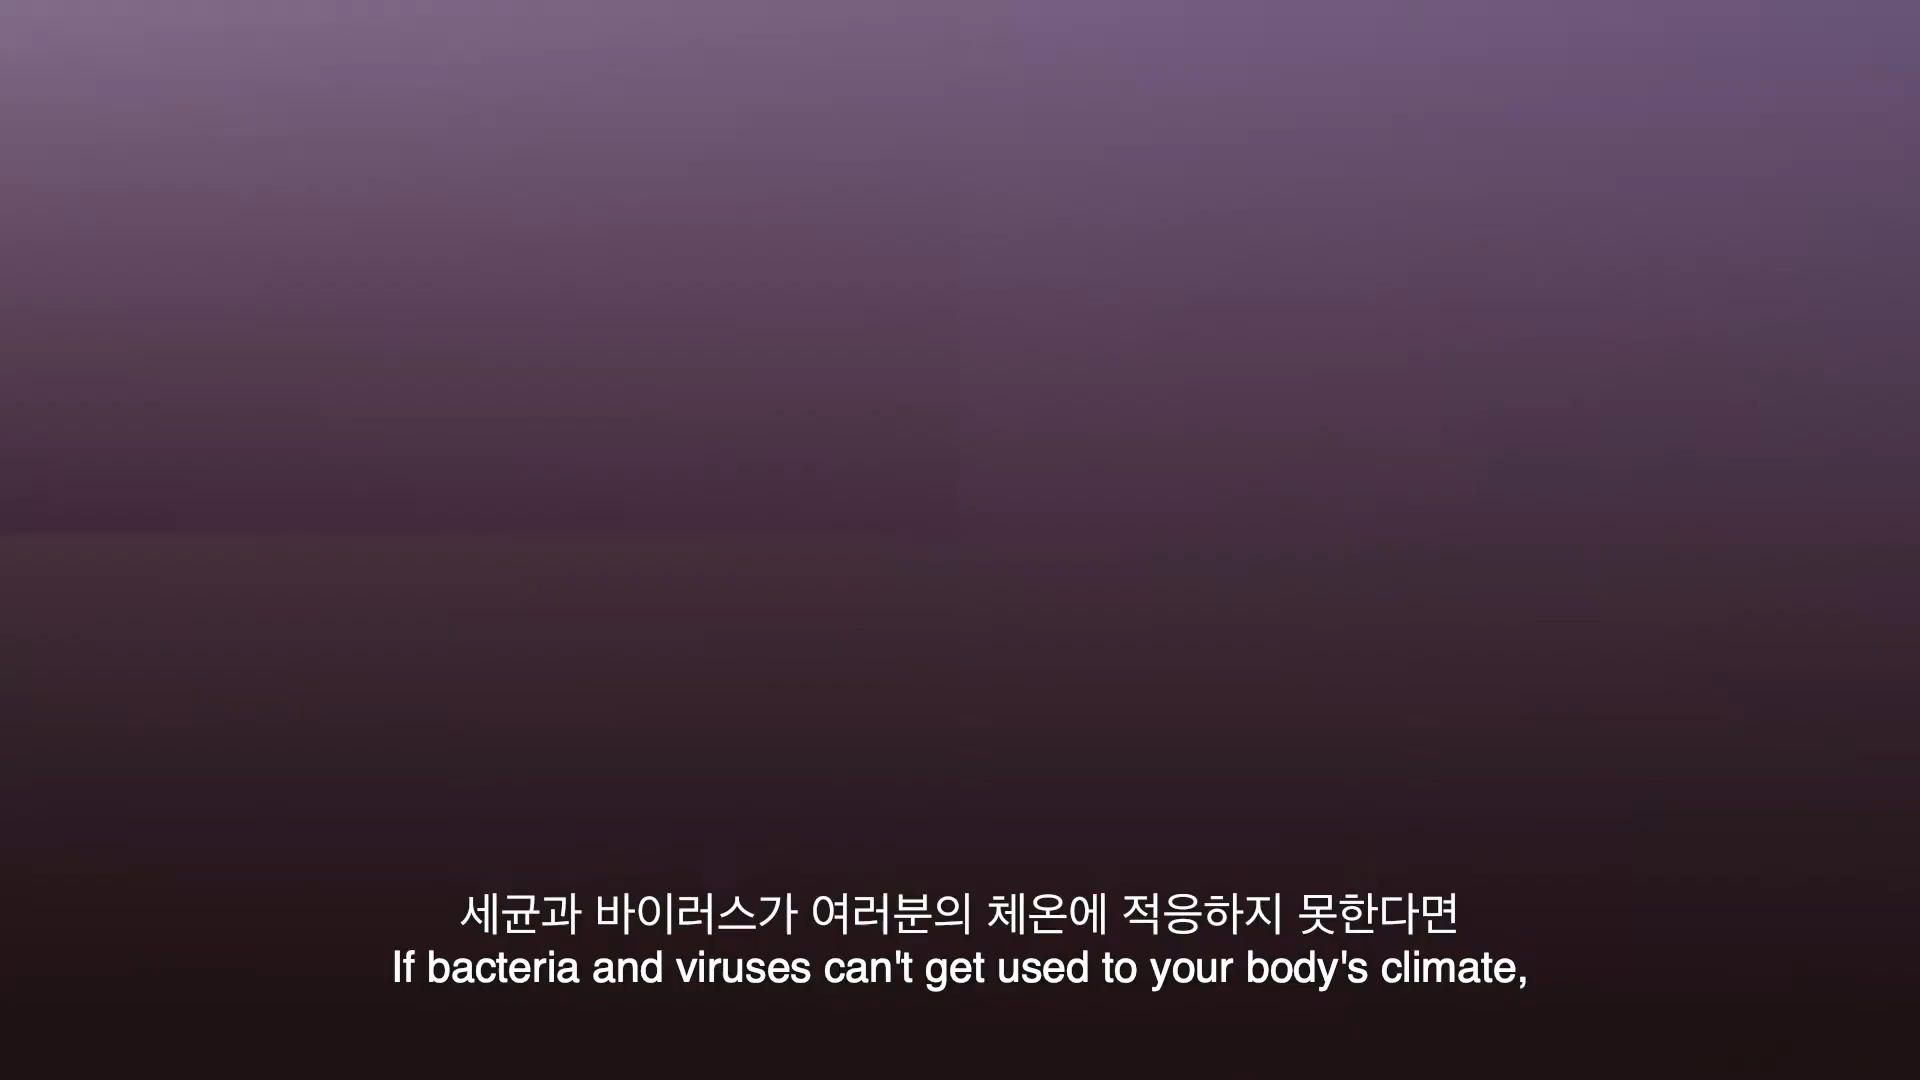 세균과 바이러스가 여러분의 체온에 적응하지 못한다면
If bacteria and viruses can't get used to your body's climate,